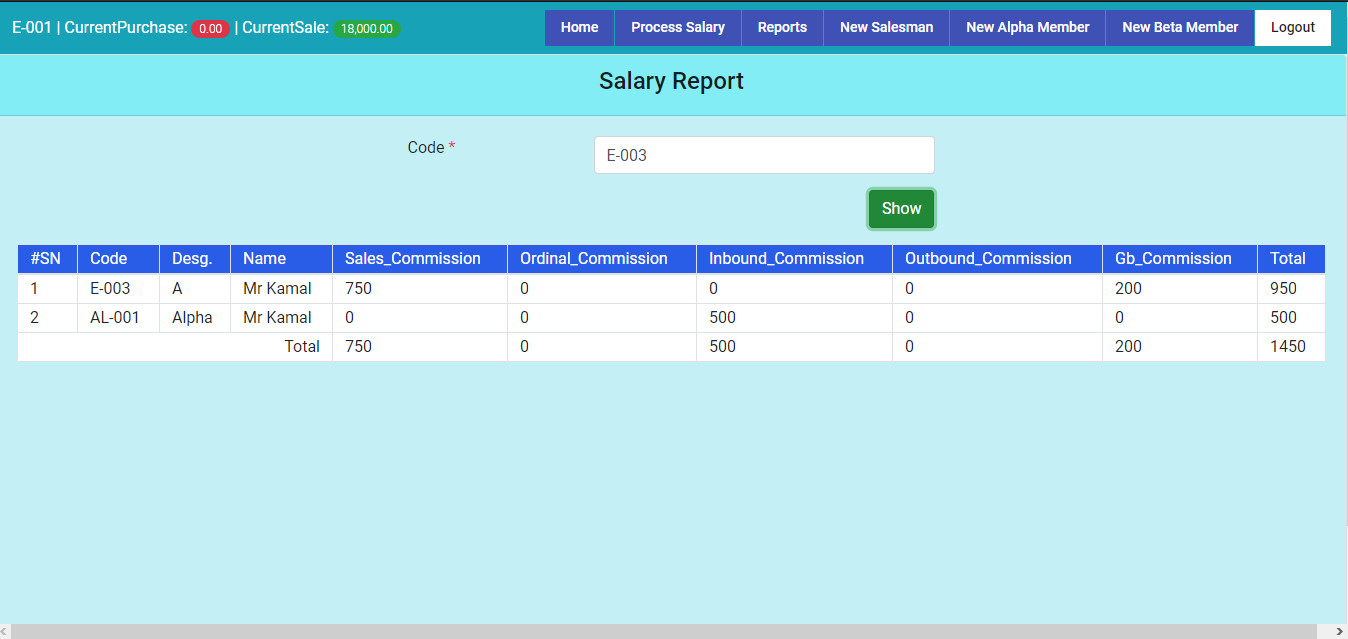 E-001 | CurrentPurchase: 0.00 | CurrentSale: 18,000.00 Home Process Salary Reports New Salesman New Alpha Member New Beta Member Logout
Salary Report
Code * E-003
Show
#SN Code Desg. Name Sales_Commission Ordinal_Commission Inbound_Commission Outbound_Commission Gb_Commission Total
1 E-003 A Mr Kamal 750 0 0 0 200 950
2 AL-001 Alpha Mr Kamal 0 0 500 0 0 500
Total 750 0 500 0 200 1450